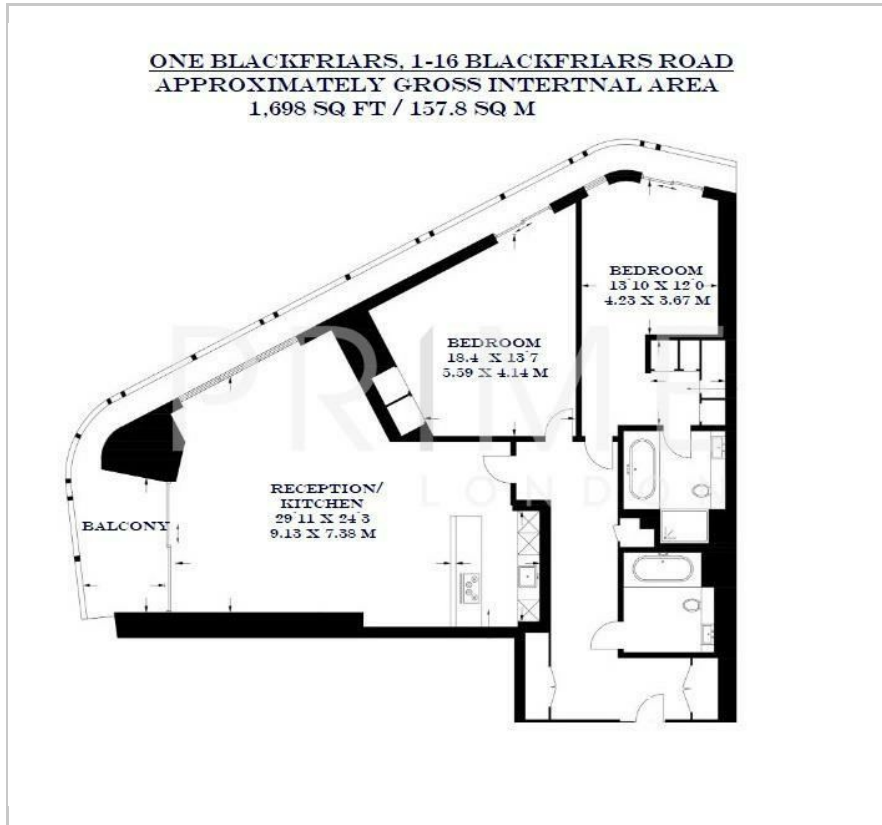 ONE BLACKFRIARS, 1-16 BLACKFRIARS ROAD
APPROXIMATELY GROSS INTERTNAL AREA
1,698 SQ FT / 157.8 SQ M
BEDROOM
13'10 X 12'0
4.23 X 3.67 M
BEDROOM
18.4 X 13'7
5.59 X 4.14 M
PRIME
LONDON
RECEPTION/
KITCHEN
29'11 X 24'3
9.13 X 7.38 M
BALCONY